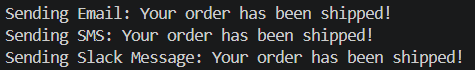 Sending Email: Your order has been shipped!
Sending SMS: Your order has been shipped!
Sending Slack Message: Your order has been shipped!